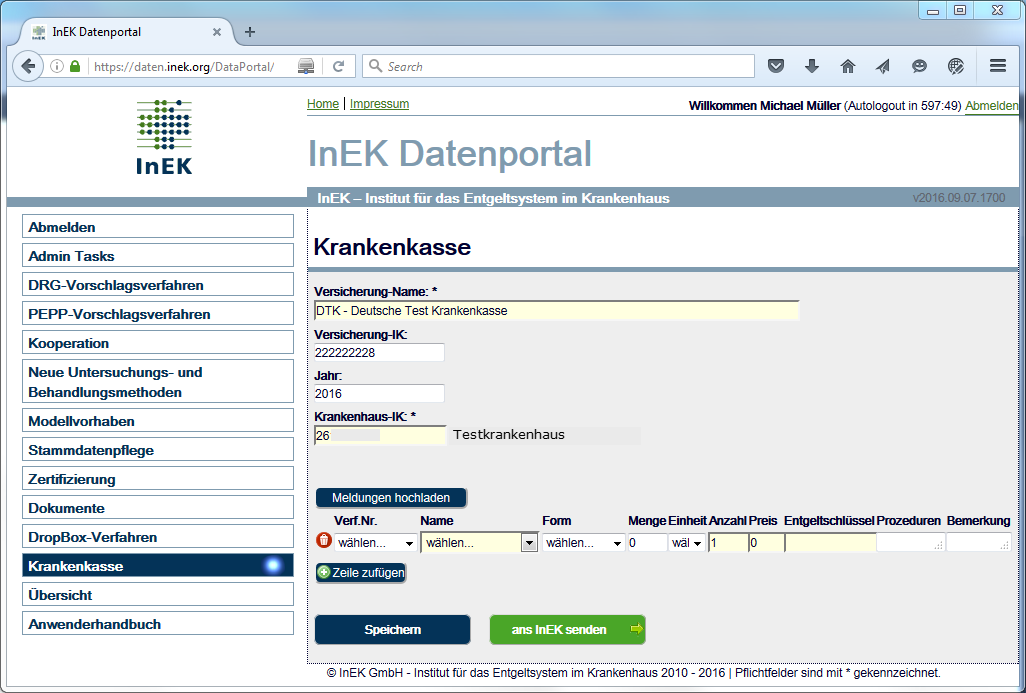 InEK Datenportal
https://daten.inek.org/DataPortal/
Search
InEK
Home | Impressum
Willkommen Michael Müller (Autologout in 597:49) Abmelden
InEK Datenportal
InEK – Institut für das Entgeltsystem im Krankenhaus
v2016.09.07.1700
Abmelden
Admin Tasks
DRG-Vorschlagsverfahren
PEPP-Vorschlagsverfahren
Kooperation
Neue Untersuchungs- und
Behandlungsmethoden
Modellvorhaben
Stammdatenpflege
Zertifizierung
Dokumente
DropBox-Verfahren
Krankenkasse
Übersicht
Anwenderhandbuch
Krankenkasse
Versicherung-Name: *
DTK - Deutsche Test Krankenkasse
Versicherung-IK:
222222228
Jahr:
2016
Krankenhaus-IK: *
26 Testkrankenhaus
Meldungen hochladen
Verf.Nr. Name Form Menge Einheit Anzahl Preis Entgeltschlüssel Prozeduren Bemerkung
wählen... wählen... wählen... 0 wäl 1 0
Zeile zufügen
Speichern ans InEK senden
© InEK GmbH - Institut für das Entgeltsystem im Krankenhaus 2010 - 2016 | Pflichtfelder sind mit * gekennzeichnet.